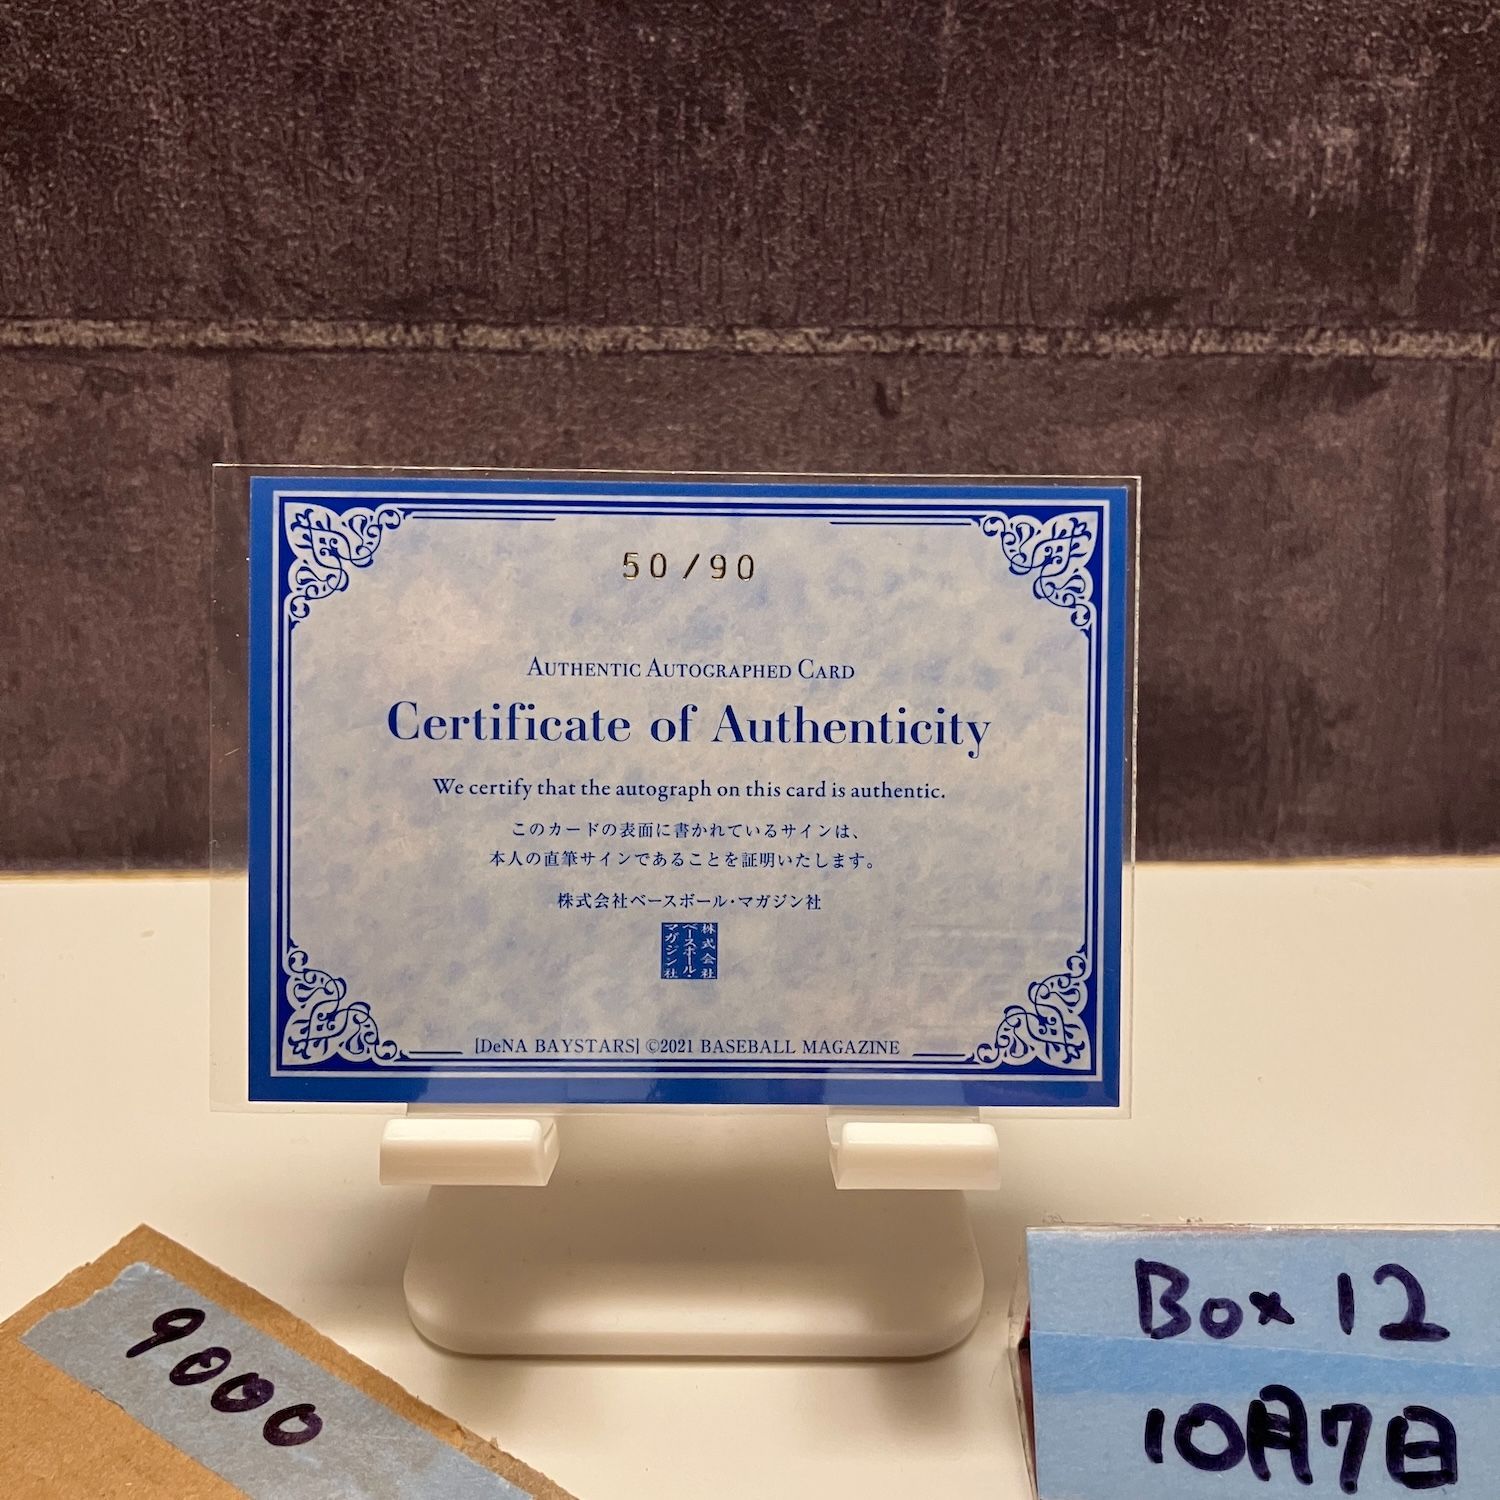 50/90
AUTHENTIC AUTOGRAPHED CARD
Certificate of Authenticity
We certify that the autograph on this card is authentic.
このカードの表面に書かれているサインは、
本人の直筆サインであることを証明いたします。
株式会社ベースボール・マガジン社
株式会社
ベースボール・
マガジン社
[DeNA BAYSTARS] ©2021 BASEBALL MAGAZINE
9000
Box 12
10月7日